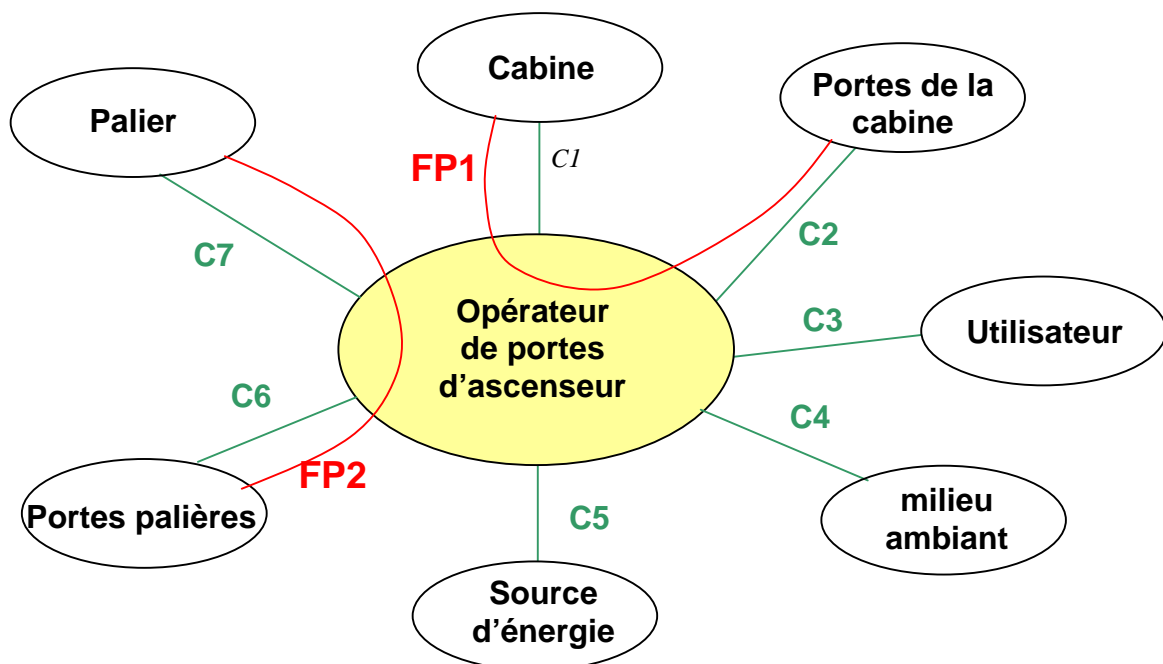 Cabine
Portes de la
cabine
Palier
FP1
C1
C2
C7
Opérateur
de portes
d'ascenseur
C3
Utilisateur
C6
C4
FP2
Portes palières
C5
milieu
ambiant
Source
d'énergie